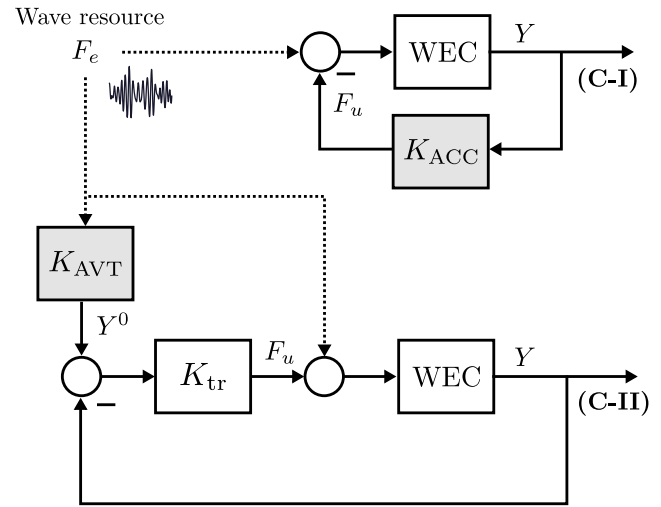 Wave resource
F_e
WEC
Y
(C-I)
−
F_u
K_ACC
K_AVT
Y^0
K_tr
F_u
WEC
Y
(C-II)
−